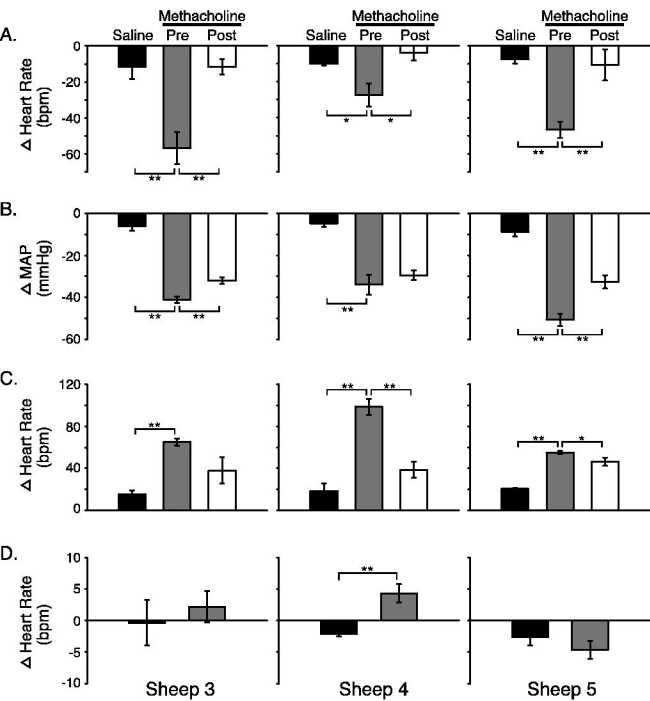 Methacholine Methacholine Methacholine
A. Saline Pre Post Saline Pre Post Saline Pre Post
Δ Heart Rate
(bpm)
0
-20
-40
-60
** **
* *
** **
B.
Δ MAP
(mmHg)
0
-20
-40
-60
** **
**
** **
C.
Δ Heart Rate
(bpm)
120
80
40
0
**
** **
** *
D.
Δ Heart Rate
(bpm)
10
5
0
-5
-10
**
Sheep 3 Sheep 4 Sheep 5